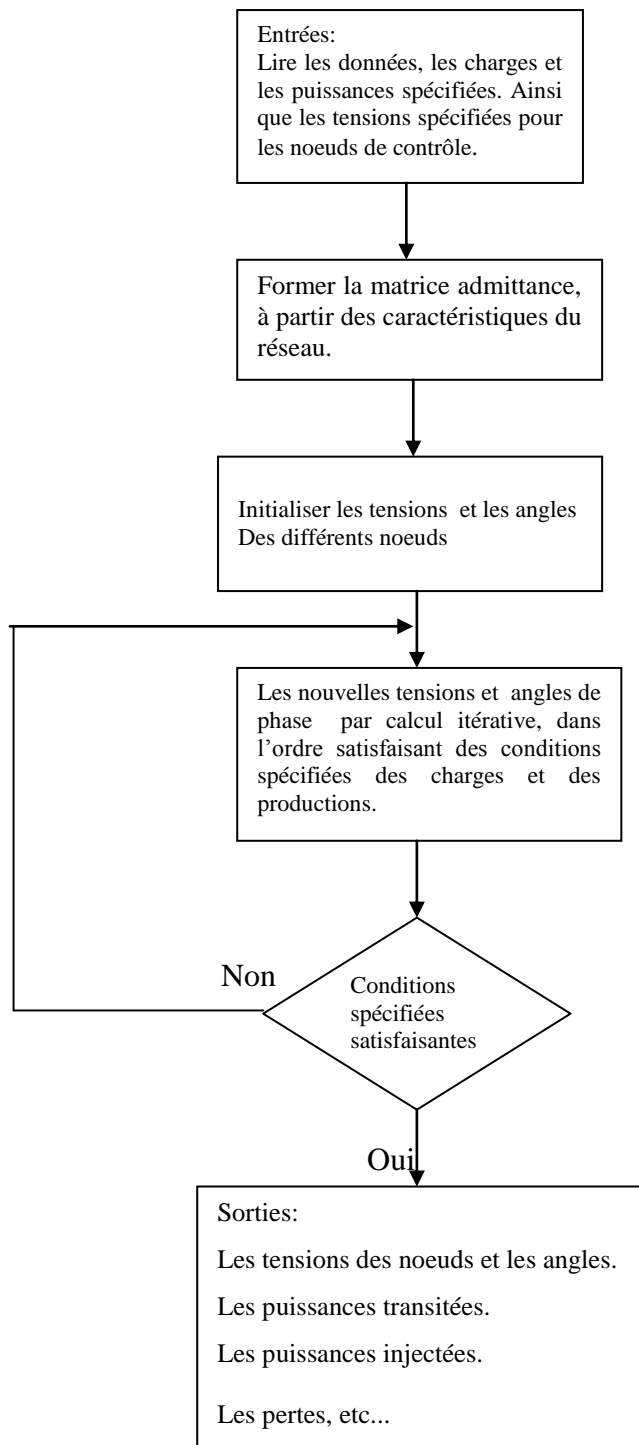 Entrées:
Lire les données, les charges et
les puissances spécifiées. Ainsi
que les tensions spécifiées pour
les noeuds de contrôle.
Former la matrice admittance,
à partir des caractéristiques du
réseau.
Initialiser les tensions et les angles
Des différents noeuds
Les nouvelles tensions et angles de
phase par calcul itérative, dans
l’ordre satisfaisant des conditions
spécifiées des charges et des
productions.
Non
Conditions
spécifiées
satisfaisantes
Oui
Sorties:
Les tensions des noeuds et les angles.
Les puissances transitées.
Les puissances injectées.
Les pertes, etc...